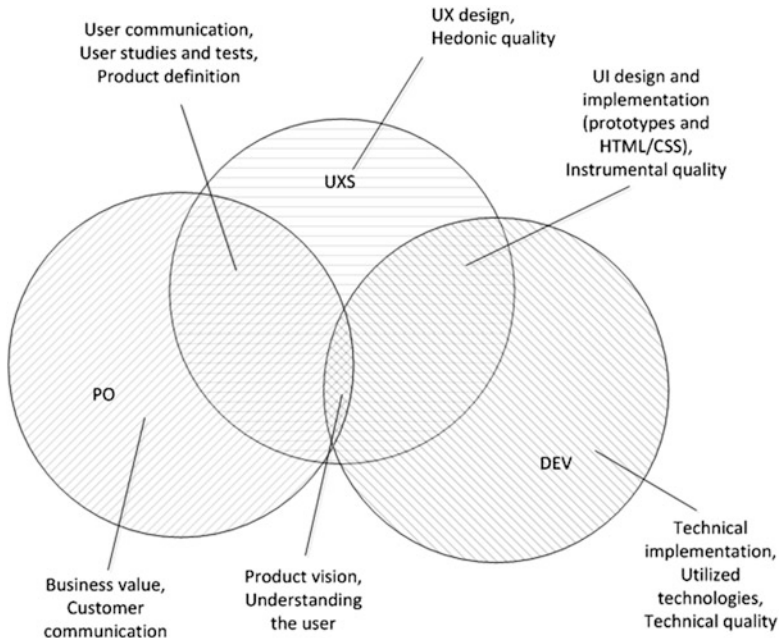 User communication,
User studies and tests,
Product definition
UX design,
Hedonic quality
UI design and
implementation
(prototypes and
HTML/CSS),
Instrumental quality
UXS
PO
DEV
Business value,
Customer
communication
Product vision,
Understanding
the user
Technical
implementation,
Utilized
technologies,
Technical quality